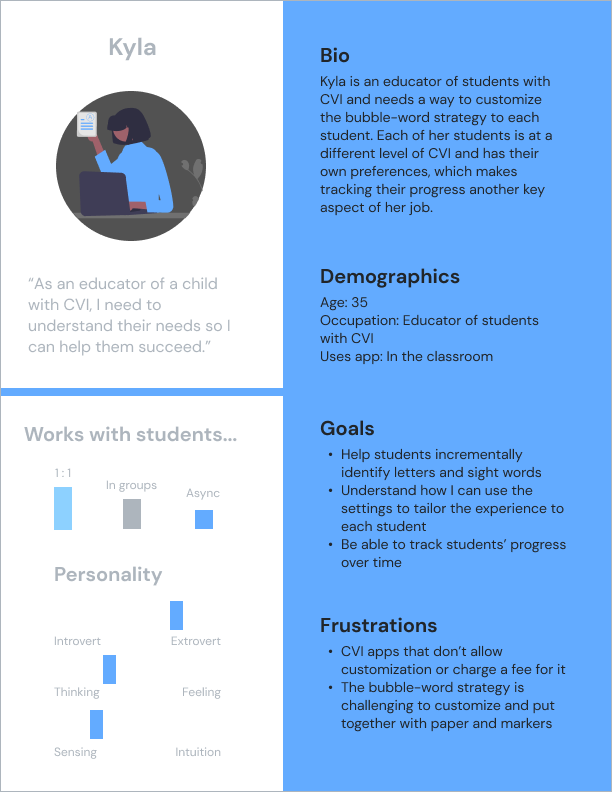 Kyla
“As an educator of a child
with CVI, I need to
understand their needs so I
can help them succeed.”
Works with students...
1 : 1
In groups
Async
Personality
Introvert Extrovert
Thinking Feeling
Sensing Intuition
Bio
Kyla is an educator of students with
CVI and needs a way to customize
the bubble-word strategy to each
student. Each of her students is at a
different level of CVI and has their
own preferences, which makes
tracking their progress another key
aspect of her job.
Demographics
Age: 35
Occupation: Educator of students
with CVI
Uses app: In the classroom
Goals
• Help students incrementally
identify letters and sight words
• Understand how I can use the
settings to tailor the experience to
each student
• Be able to track students’ progress
over time
Frustrations
• CVI apps that don’t allow
customization or charge a fee for it
• The bubble-word strategy is
challenging to customize and put
together with paper and markers